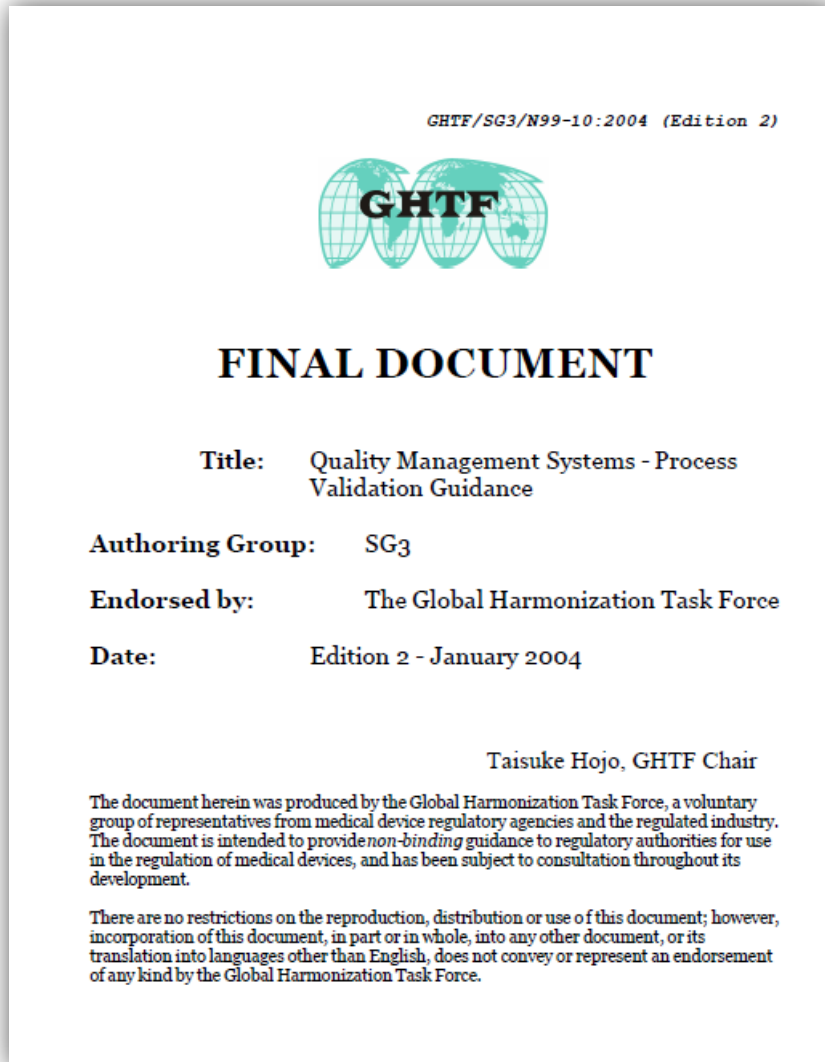 GHTF/SG3/N99-10:2004 (Edition 2)
GHTF
FINAL DOCUMENT
Title: Quality Management Systems - Process
Validation Guidance
Authoring Group: SG3
Endorsed by: The Global Harmonization Task Force
Date: Edition 2 - January 2004
Taisuke Hojo, GHTF Chair
The document herein was produced by the Global Harmonization Task Force, a voluntary
group of representatives from medical device regulatory agencies and the regulated industry.
The document is intended to provide non-binding guidance to regulatory authorities for use
in the regulation of medical devices, and has been subject to consultation throughout its
development.
There are no restrictions on the reproduction, distribution or use of this document; however,
incorporation of this document, in part or in whole, into any other document, or its
translation into languages other than English, does not convey or represent an endorsement
of any kind by the Global Harmonization Task Force.